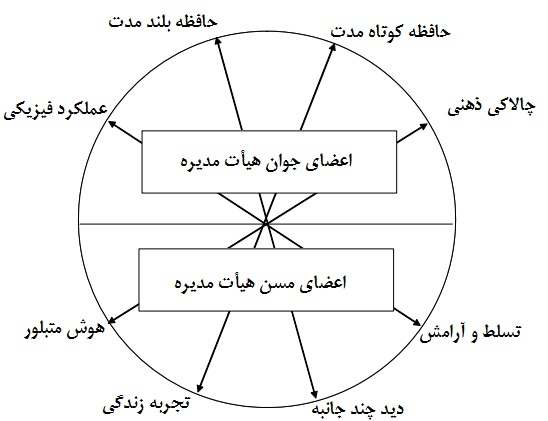 حافظه کوتاه مدت
حافظه بلند مدت
چالاکی ذهنی
عملکرد فیزیکی
اعضای جوان هیأت مدیره
اعضای مسن هیأت مدیره
تسلط و آرامش
هوش متبلور
دید چند جانبه
تجربه زندگی